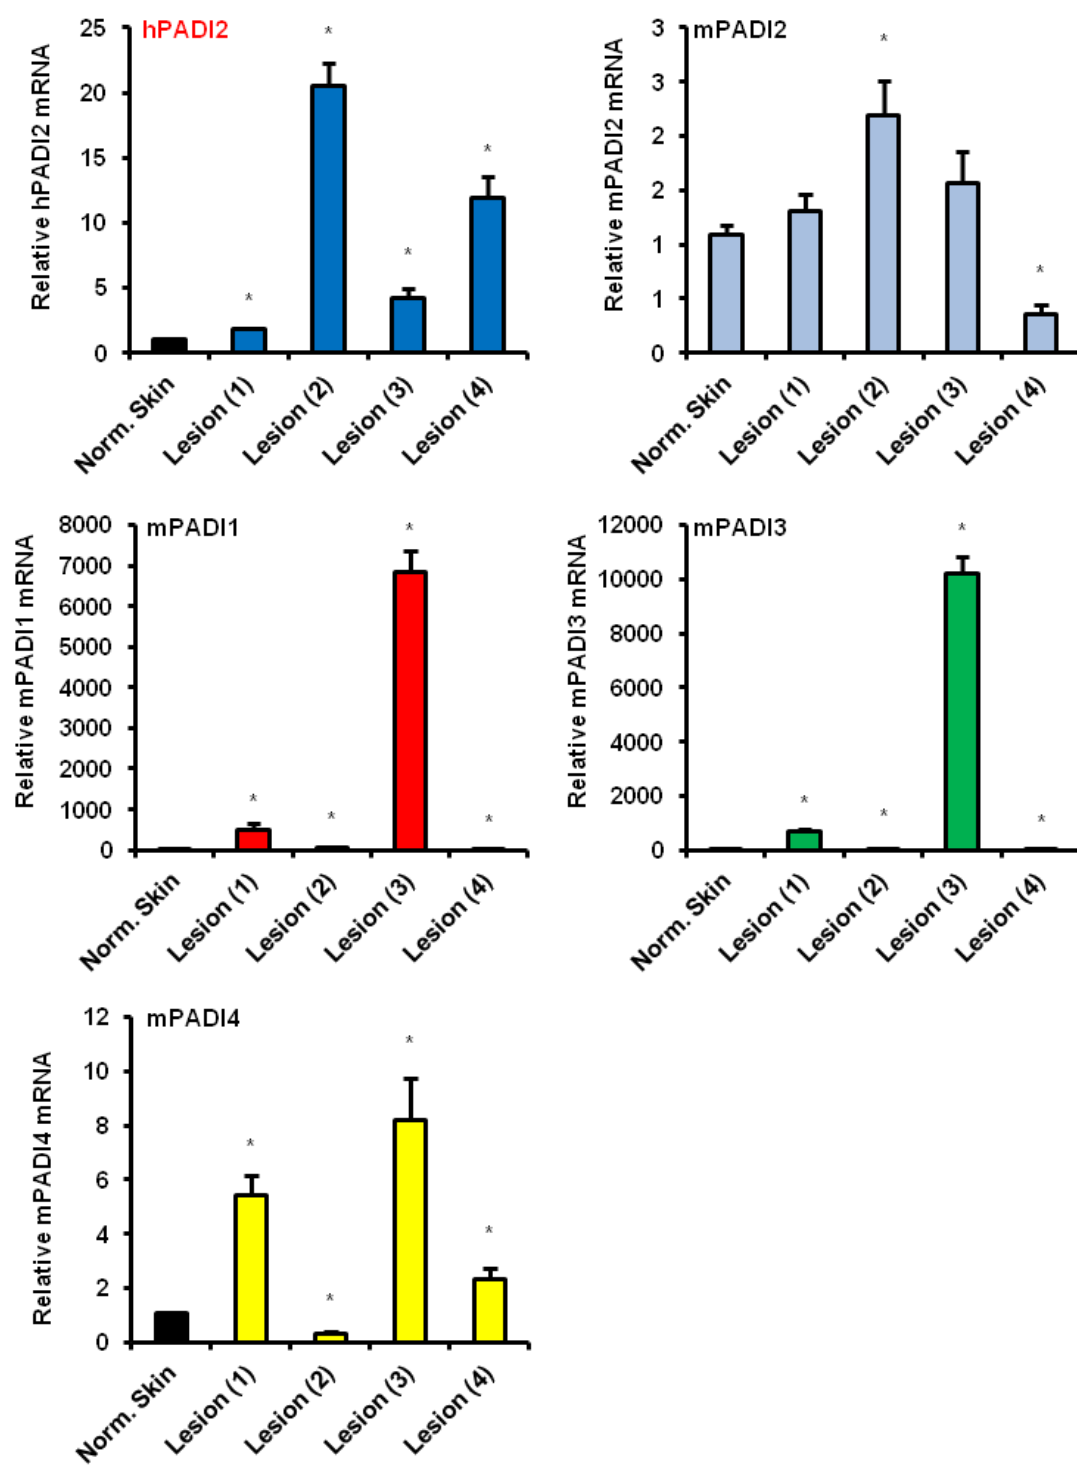 hPADI2
Relative hPADI2 mRNA
25
20
15
10
5
0
*
*
*
*
Norm. Skin
Lesion (1)
Lesion (2)
Lesion (3)
Lesion (4)
mPADI2
Relative mPADI2 mRNA
3
3
2
2
1
1
0
*
*
Norm. Skin
Lesion (1)
Lesion (2)
Lesion (3)
Lesion (4)
mPADI1
Relative mPADI1 mRNA
8000
7000
6000
5000
4000
3000
2000
1000
0
*
*
*
*
Norm. Skin
Lesion (1)
Lesion (2)
Lesion (3)
Lesion (4)
mPADI3
Relative mPADI3 mRNA
12000
10000
8000
6000
4000
2000
0
*
*
*
*
Norm. Skin
Lesion (1)
Lesion (2)
Lesion (3)
Lesion (4)
mPADI4
Relative mPADI4 mRNA
12
10
8
6
4
2
0
*
*
*
*
Norm. Skin
Lesion (1)
Lesion (2)
Lesion (3)
Lesion (4)